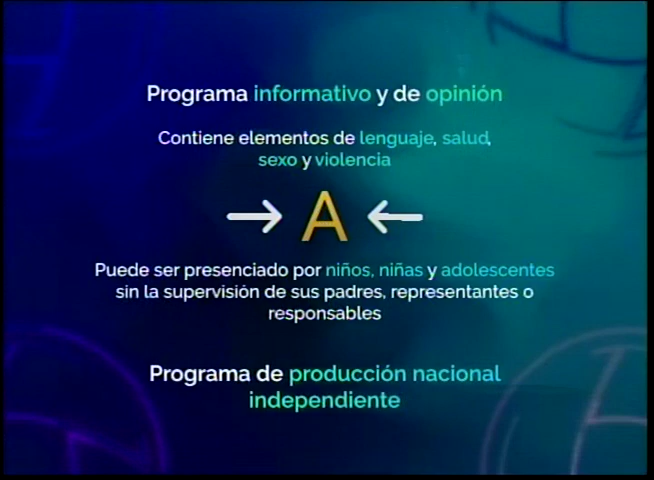 Programa informativo y de opinión
Contiene elementos de lenguaje, salud,
sexo y violencia
→ A ←
Puede ser presenciado por niños, niñas y adolescentes
sin la supervisión de sus padres, representantes o
responsables
Programa de producción nacional
independiente